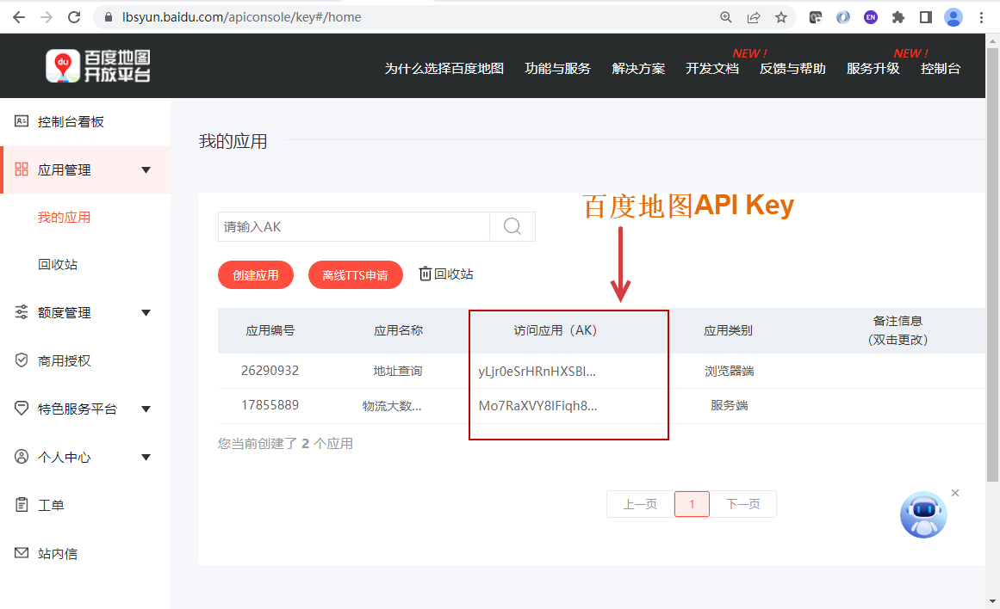 lbsyun.baidu.com/apiconsole/key#/home
EN
du
百度地图
开放平台
为什么选择百度地图 功能与服务 解决方案 开发文档 NEW ! 反馈与帮助 服务升级 NEW ! 控制台
控制台看板
应用管理
我的应用
回收站
额度管理
商用授权
特色服务平台
个人中心
工单
站内信
我的应用
百度地图API Key
请输入AK
创建应用 离线TTS申请 回收站
应用编号 应用名称 访问应用（AK） 应用类别 备注信息
（双击更改）
26290932 地址查询 yLjr0eSrHRnHXSBI... 浏览器端
17855889 物流大数... Mo7RaXVY8IFiqh8... 服务端
您当前创建了 2 个应用
上一页 1 下一页